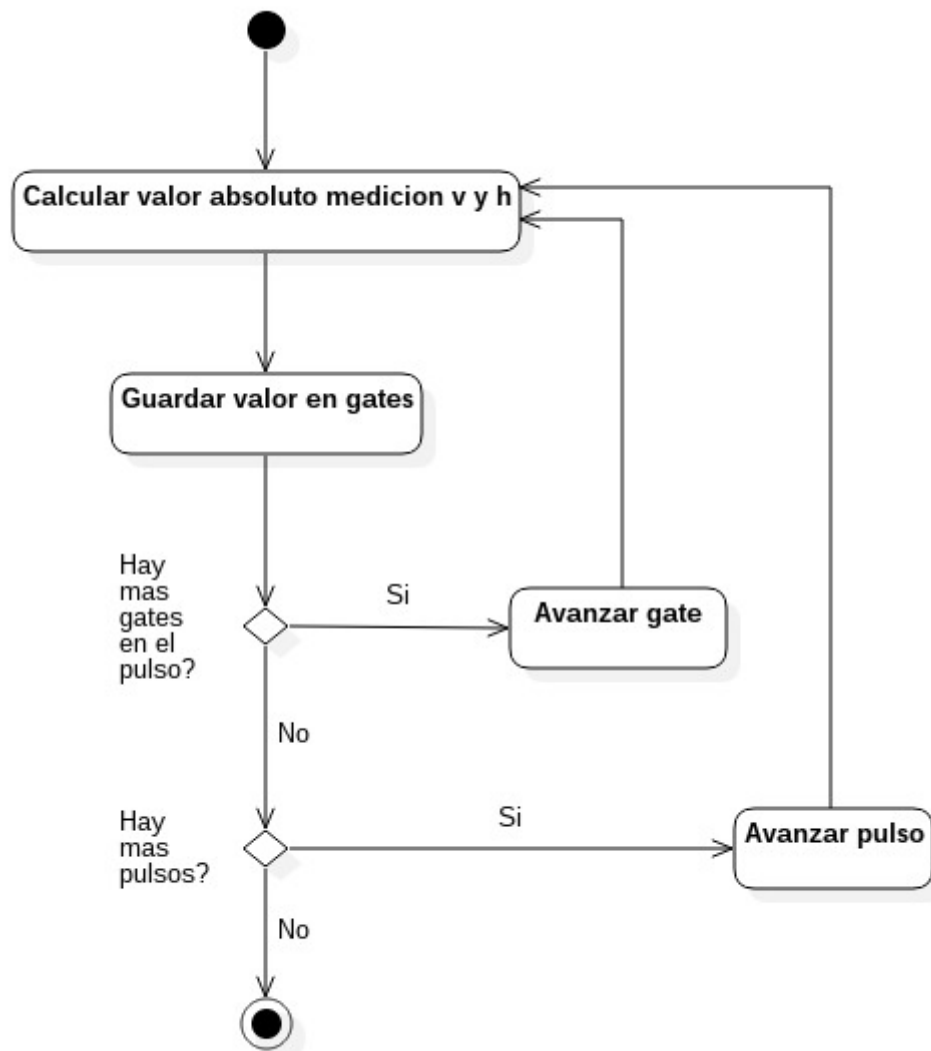 Calcular valor absoluto medicion v y h
Guardar valor en gates
Hay
mas
gates
en el
pulso?
Si
Avanzar gate
No
Hay
mas
pulsos?
Si
Avanzar pulso
No